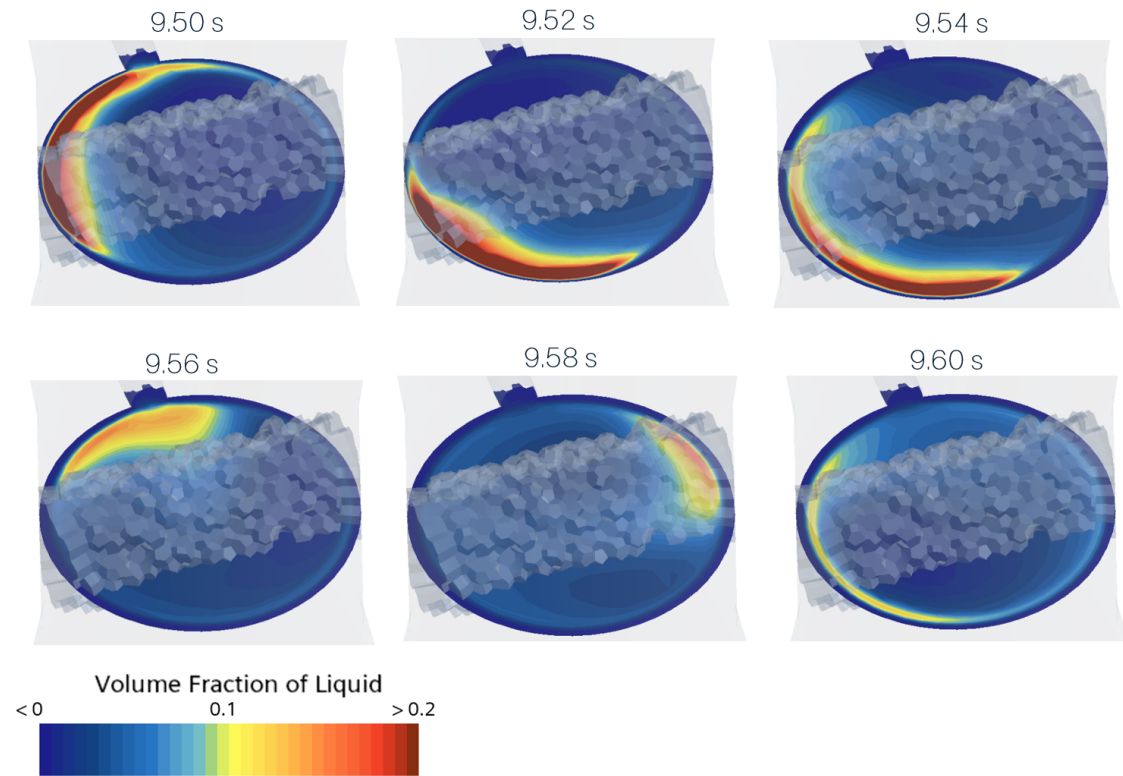 9.50 s
9.52 s
9.54 s
9.56 s
9.58 s
9.60 s
Volume Fraction of Liquid
< 0 0.1 > 0.2